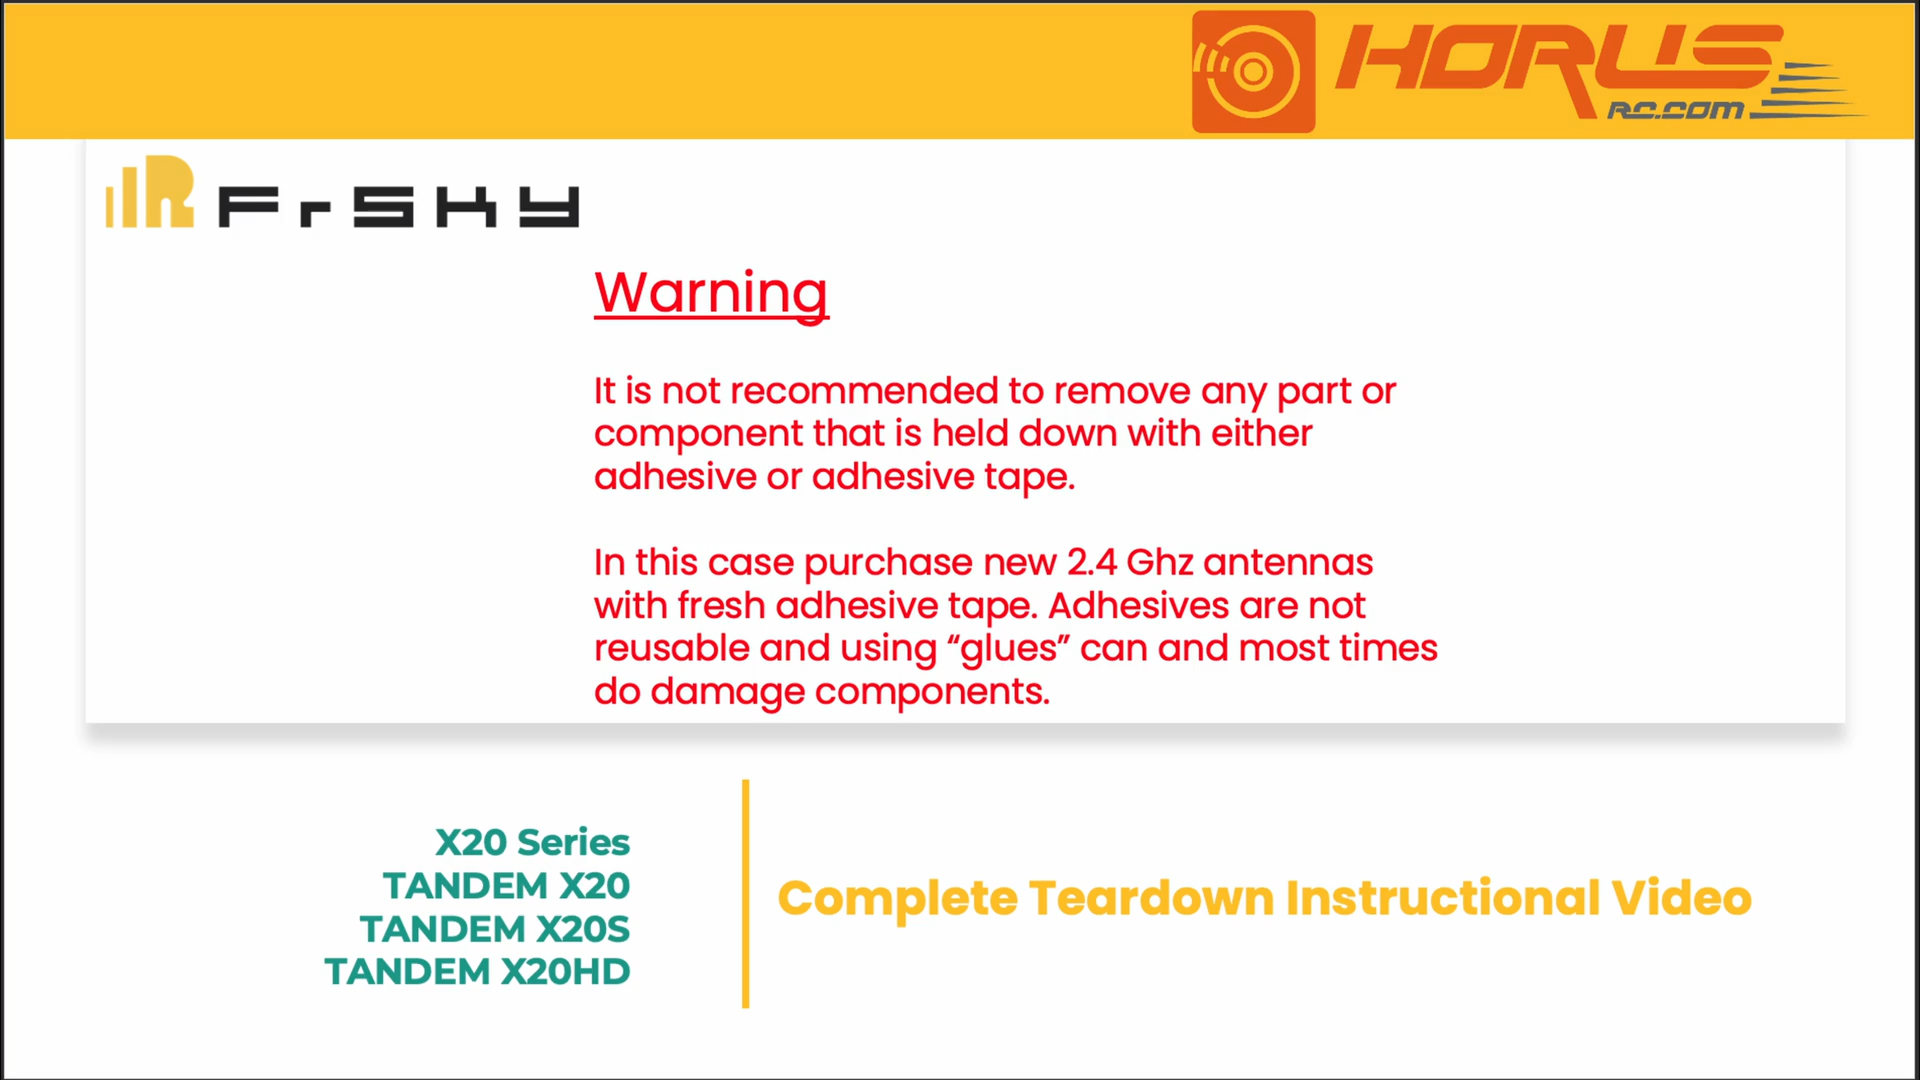 HORUS
RC.COM
FrSKY
Warning
It is not recommended to remove any part or
component that is held down with either
adhesive or adhesive tape.
In this case purchase new 2.4 Ghz antennas
with fresh adhesive tape. Adhesives are not
reusable and using “glues” can and most times
do damage components.
X20 Series
TANDEM X20
TANDEM X20S
TANDEM X20HD
Complete Teardown Instructional Video